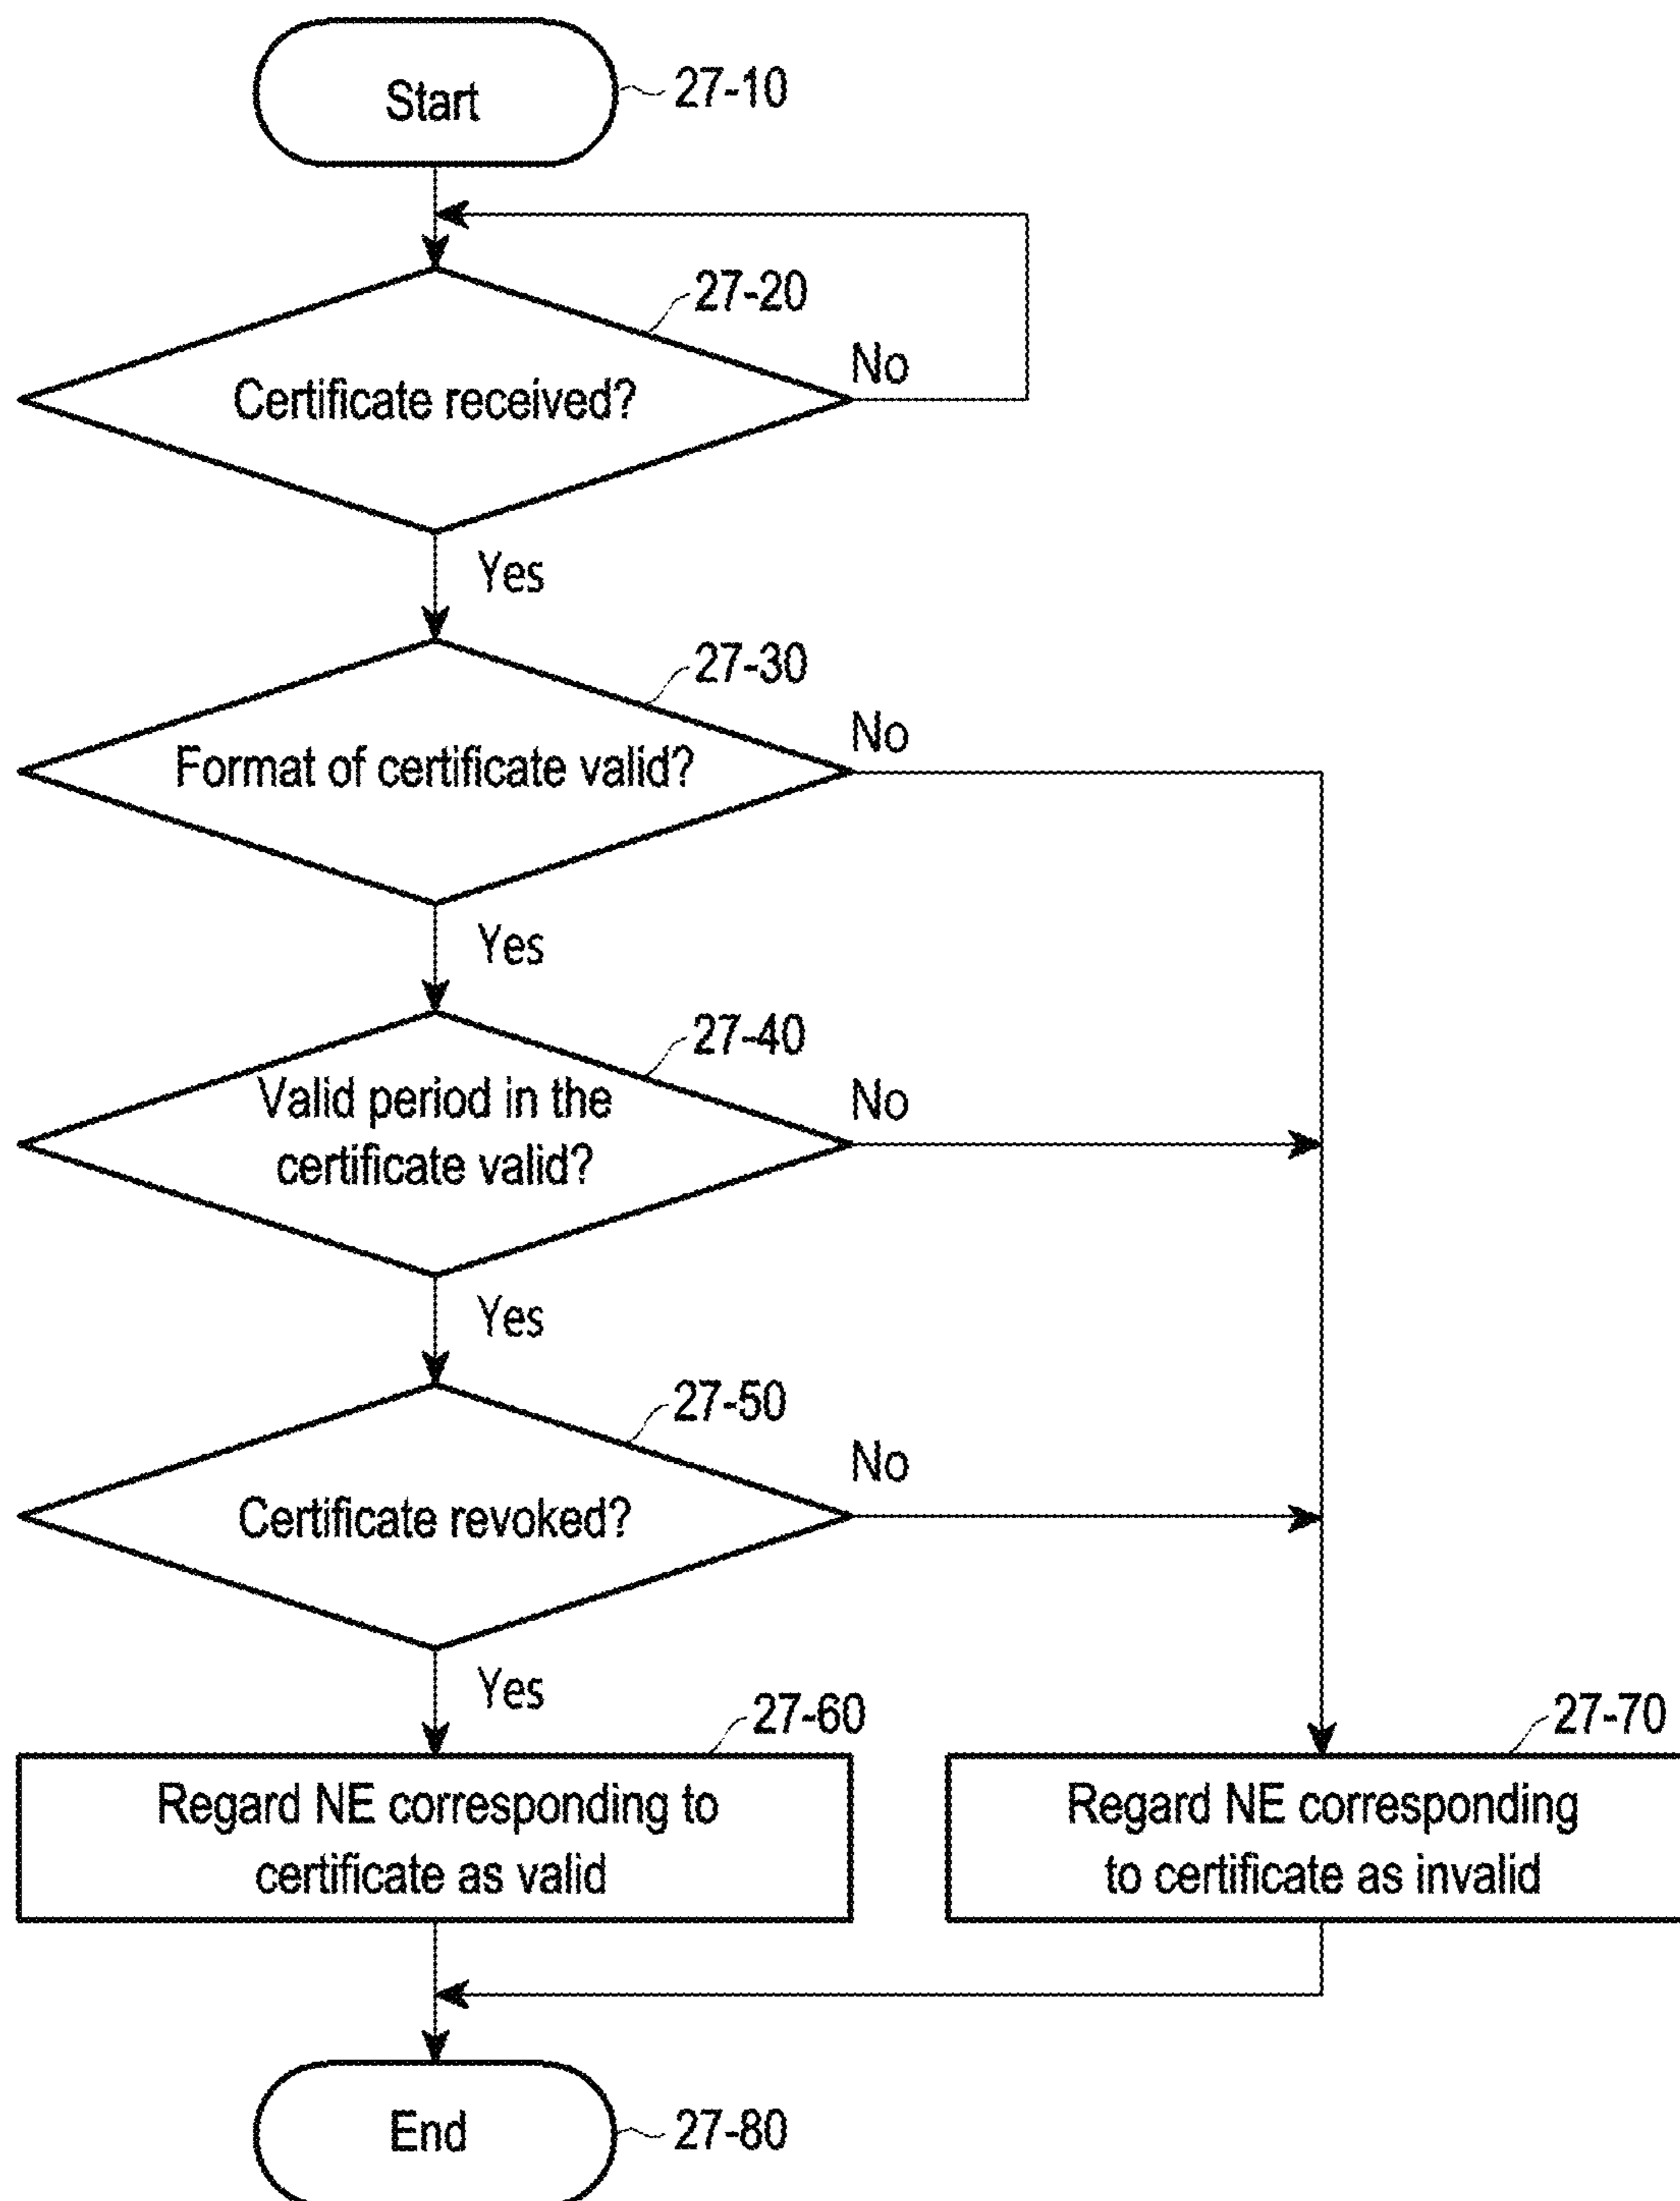 Start
27-10
27-20
Certificate received?
No
Yes
27-30
Format of certificate valid?
No
Yes
27-40
Valid period in the
certificate valid?
No
Yes
27-50
Certificate revoked?
No
Yes
27-60
Regard NE corresponding to
certificate as valid
27-70
Regard NE corresponding
to certificate as invalid
End
27-80